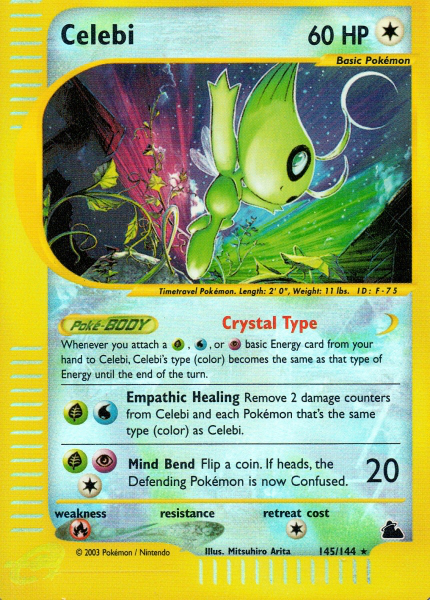 Celebi 60 HP
Basic Pokémon
Timetravel Pokémon. Length: 2' 0", Weight: 11 lbs. ID: F-75
Poké-BODY Crystal Type
Whenever you attach a , , or basic Energy card from your
hand to Celebi, Celebi's type (color) becomes the same as that type of
Energy until the end of the turn.
Empathic Healing Remove 2 damage counters
from Celebi and each Pokémon that's the same
type (color) as Celebi.
Mind Bend Flip a coin. If heads, the 20
Defending Pokémon is now Confused.
weakness resistance retreat cost
© 2003 Pokémon / Nintendo Illus. Mitsuhiro Arita 145/144 ★